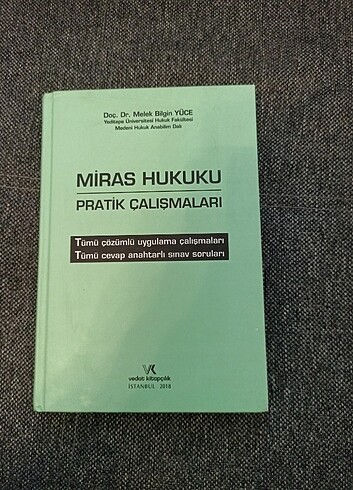 Doç. Dr. Melek Bilgin YÜCE
Yeditepe Üniversitesi Hukuk Fakültesi
Medeni Hukuk Anabilim Dalı
MİRAS HUKUKU
PRATİK ÇALIŞMALARI
Tümü çözümlü uygulama çalışmaları
Tümü cevap anahtarlı sınav soruları
VK
vedat kitapçılık
İSTANBUL 2018